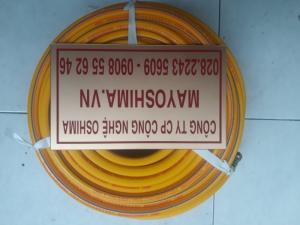 CÔNG TY CP CÔNG NGHỆ OSHIMA
MAYOSHIMA.VN
028.2243 5609 - 0908 55 62 46